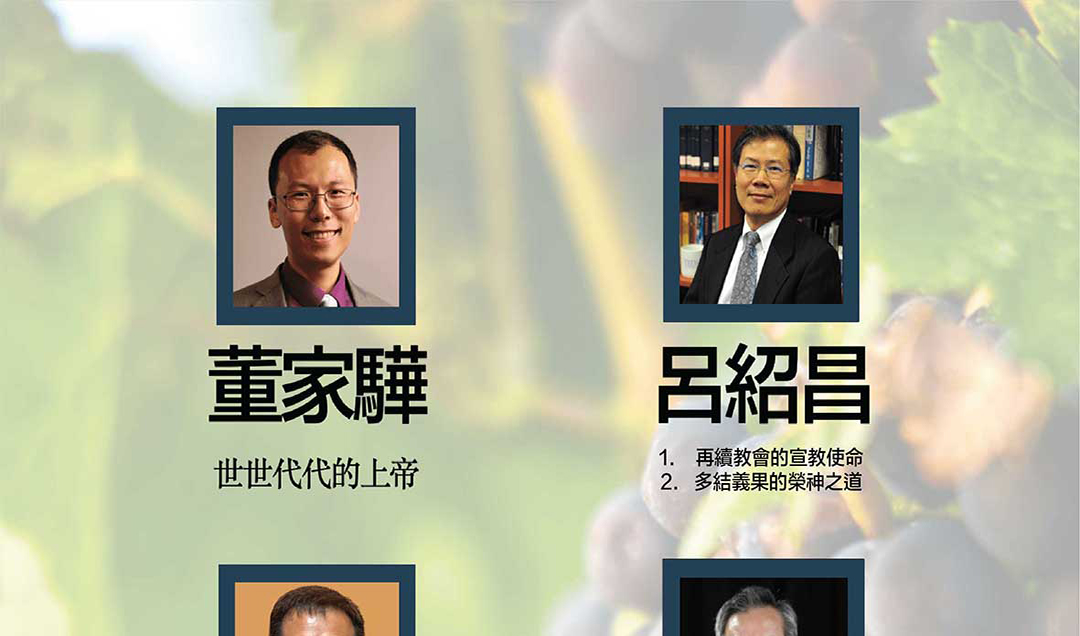 董家驊
世世代代的上帝
呂紹昌
1. 再續教會的宣教使命
2. 多結義果的榮神之道